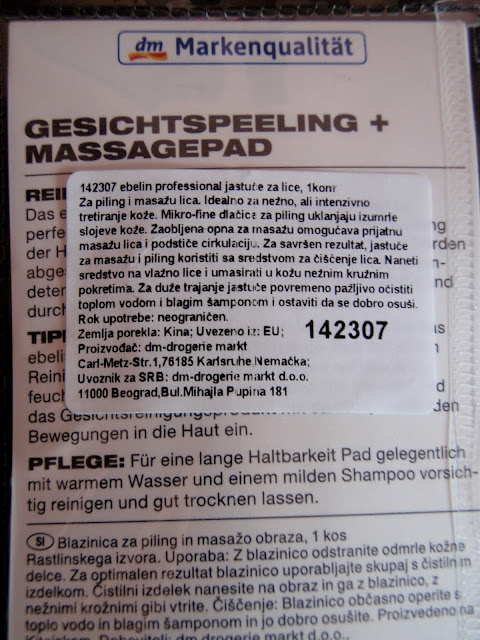 dm Markenqualität
GESICHTSPEELING +
MASSAGEPAD
142307 ebelin professional jastuče za lice, 1kom
Za piling i masažu lica. Idealno za nežno, ali intenzivno
tretiranje kože. Mikro-fine dlačice za piling uklanjaju izumrle
slojeve kože. Zaobljena opna za masažu omogućava prijatnu
masažu lica i podstiče cirkulaciju. Za savršen rezultat, jastuče
za masažu i piling koristiti sa sredstvom za čišćenje lica. Naneti
sredstvo na vlažno lice i umasirati u kožu nežnim kružnim
pokretima. Za duže trajanje jastuče povremeno pažljivo očistiti
toplom vodom i blagim šamponom i ostaviti da se dobro osuši.
Rok upotrebe: neograničen.
Zemlja porekla: Kina; Uvezeno iz: EU; 142307
Proizvođač: dm-drogerie markt
Carl-Metz-Str.1,76185 Karlsruhe,Nemačka;
Uvoznik za SRB: dm-drogerie markt d.o.o.
11000 Beograd,Bul.Mihajla Pupina 181
das Gesichtsreinigungsprodukt
Bewegungen in die Haut ein.
PFLEGE: Für eine lange Haltbarkeit Pad gelegentlich
mit warmem Wasser und einem milden Shampoo vorsich-
tig reinigen und gut trocknen lassen.
SI Blazinica za piling in masažo obraza, 1 kos
Rastlinskega izvora. Uporaba: Z blazinico odstranite odmrle kožne
delce. Za optimalen rezultat blazinico uporabljajte skupaj s čistilnim
izdelkom. Čistilni izdelek nanesite na obraz in ga z blazinico, z
nežnimi krožnimi gibi vtrite. Čiščenje: Blazinico občasno operite s
toplo vodo in blagim šamponom in jo dobro osušite. Proizvedeno na